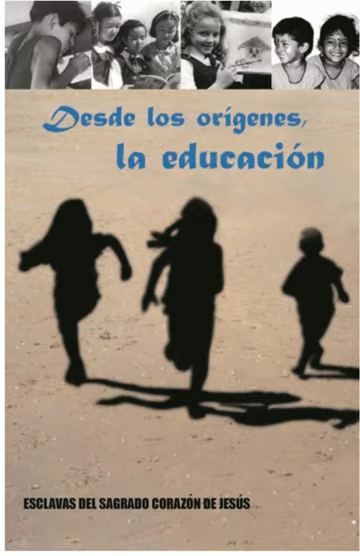 Desde los orígenes,
la educación
ESCLAVAS DEL SAGRADO CORAZÓN DE JESÚS